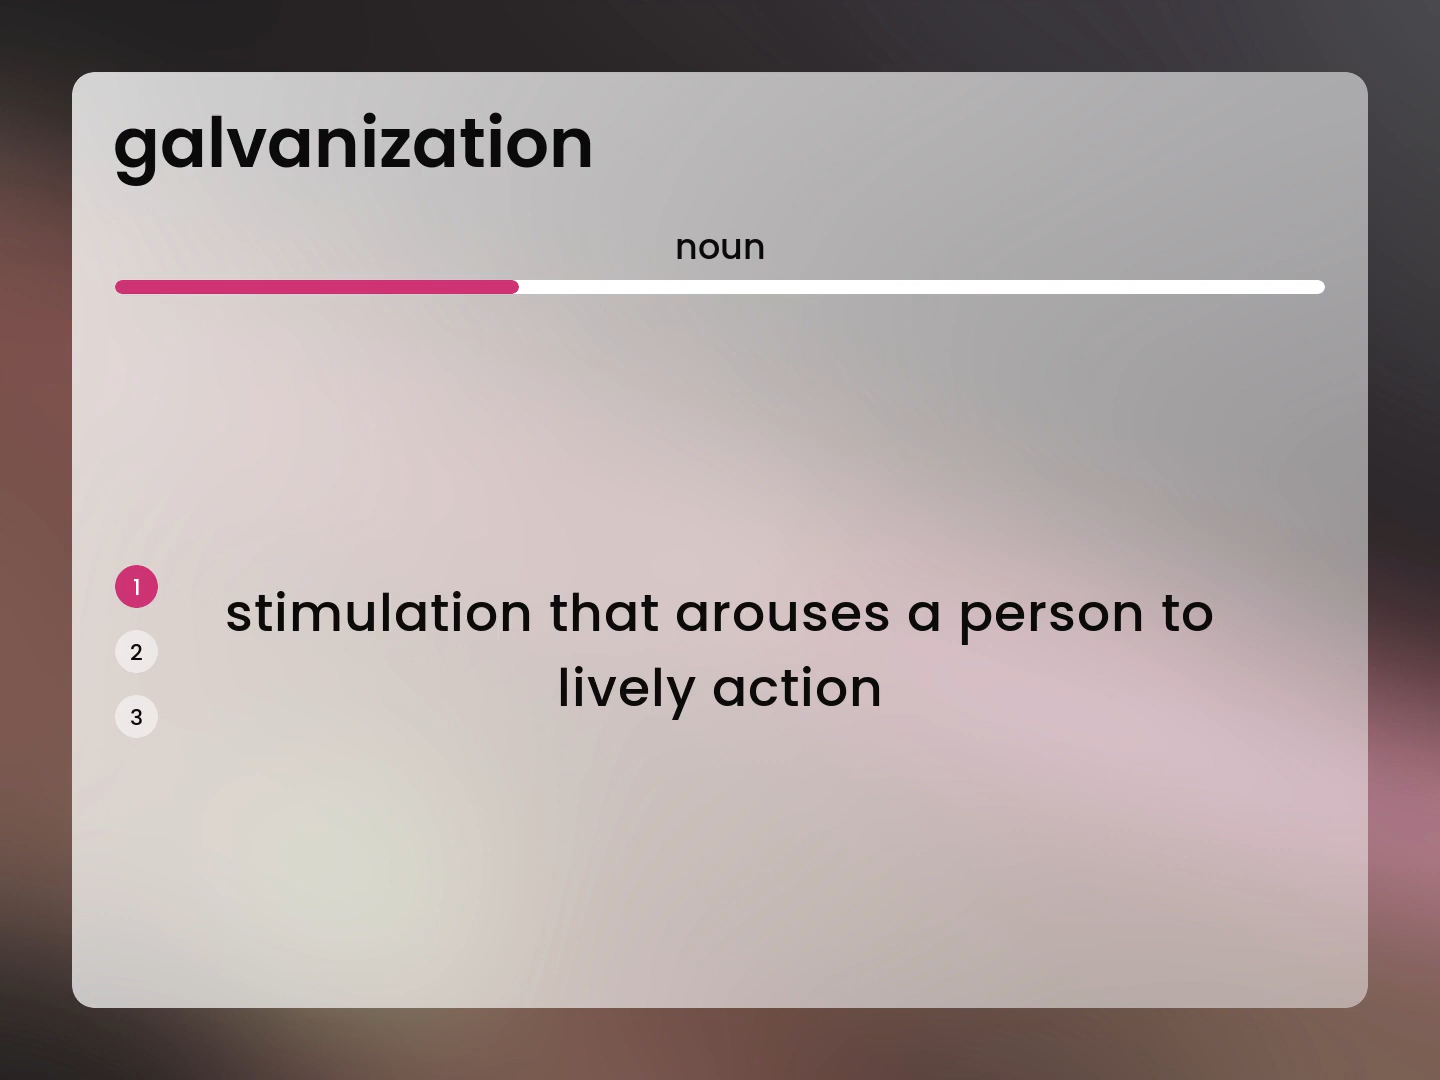 galvanization
noun
1
2
3
stimulation that arouses a person to
lively action